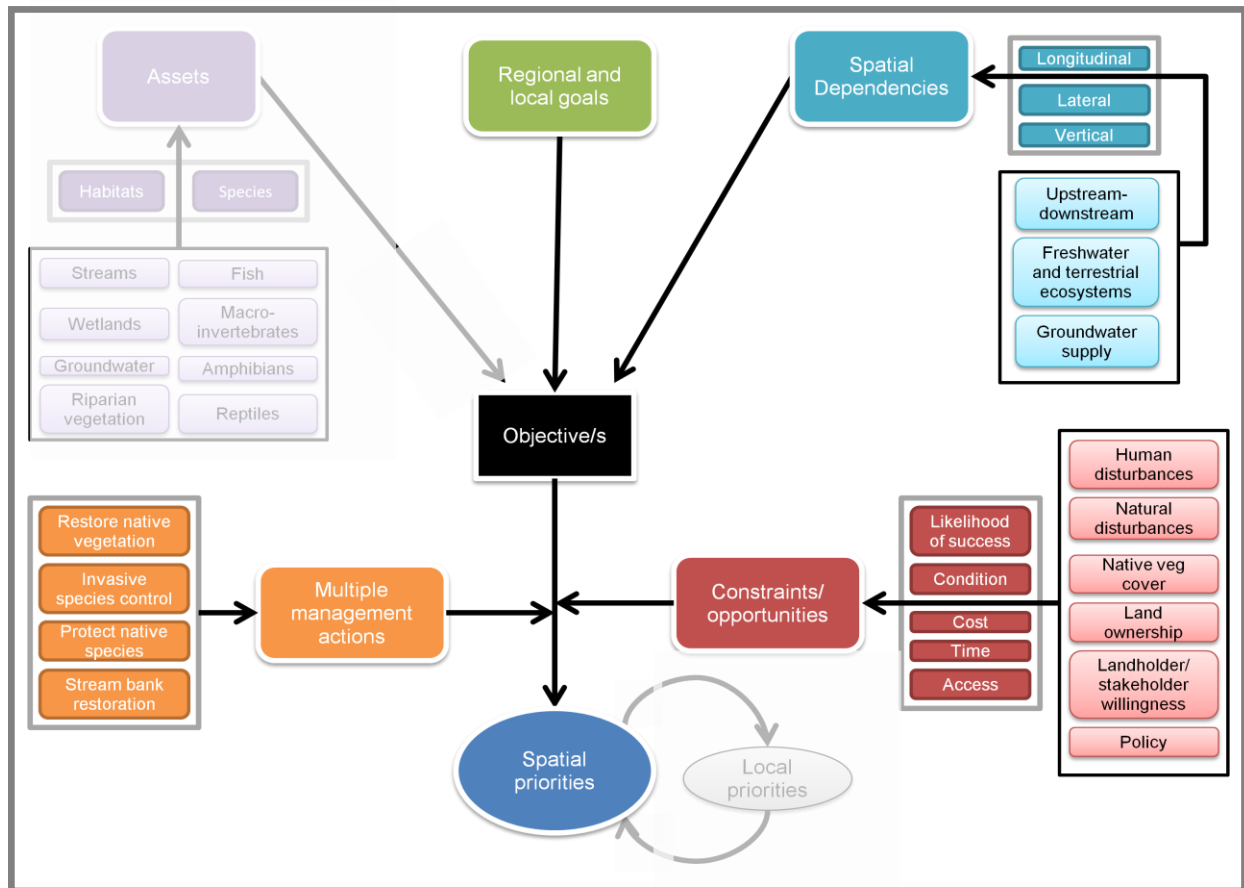 Assets
Regional and
local goals
Spatial
Dependencies
Longitudinal
Lateral
Vertical
Habitats
Species
Upstream-
downstream
Freshwater
and terrestrial
ecosystems
Groundwater
supply
Streams
Fish
Wetlands
Macro-
invertebrates
Groundwater
Amphibians
Riparian
vegetation
Reptiles
Objective/s
Restore native
vegetation
Invasive
species control
Protect native
species
Stream bank
restoration
Multiple
management
actions
Constraints/
opportunities
Likelihood
of success
Condition
Cost
Time
Access
Human
disturbances
Natural
disturbances
Native veg
cover
Land
ownership
Landholder/
stakeholder
willingness
Policy
Spatial
priorities
Local
priorities